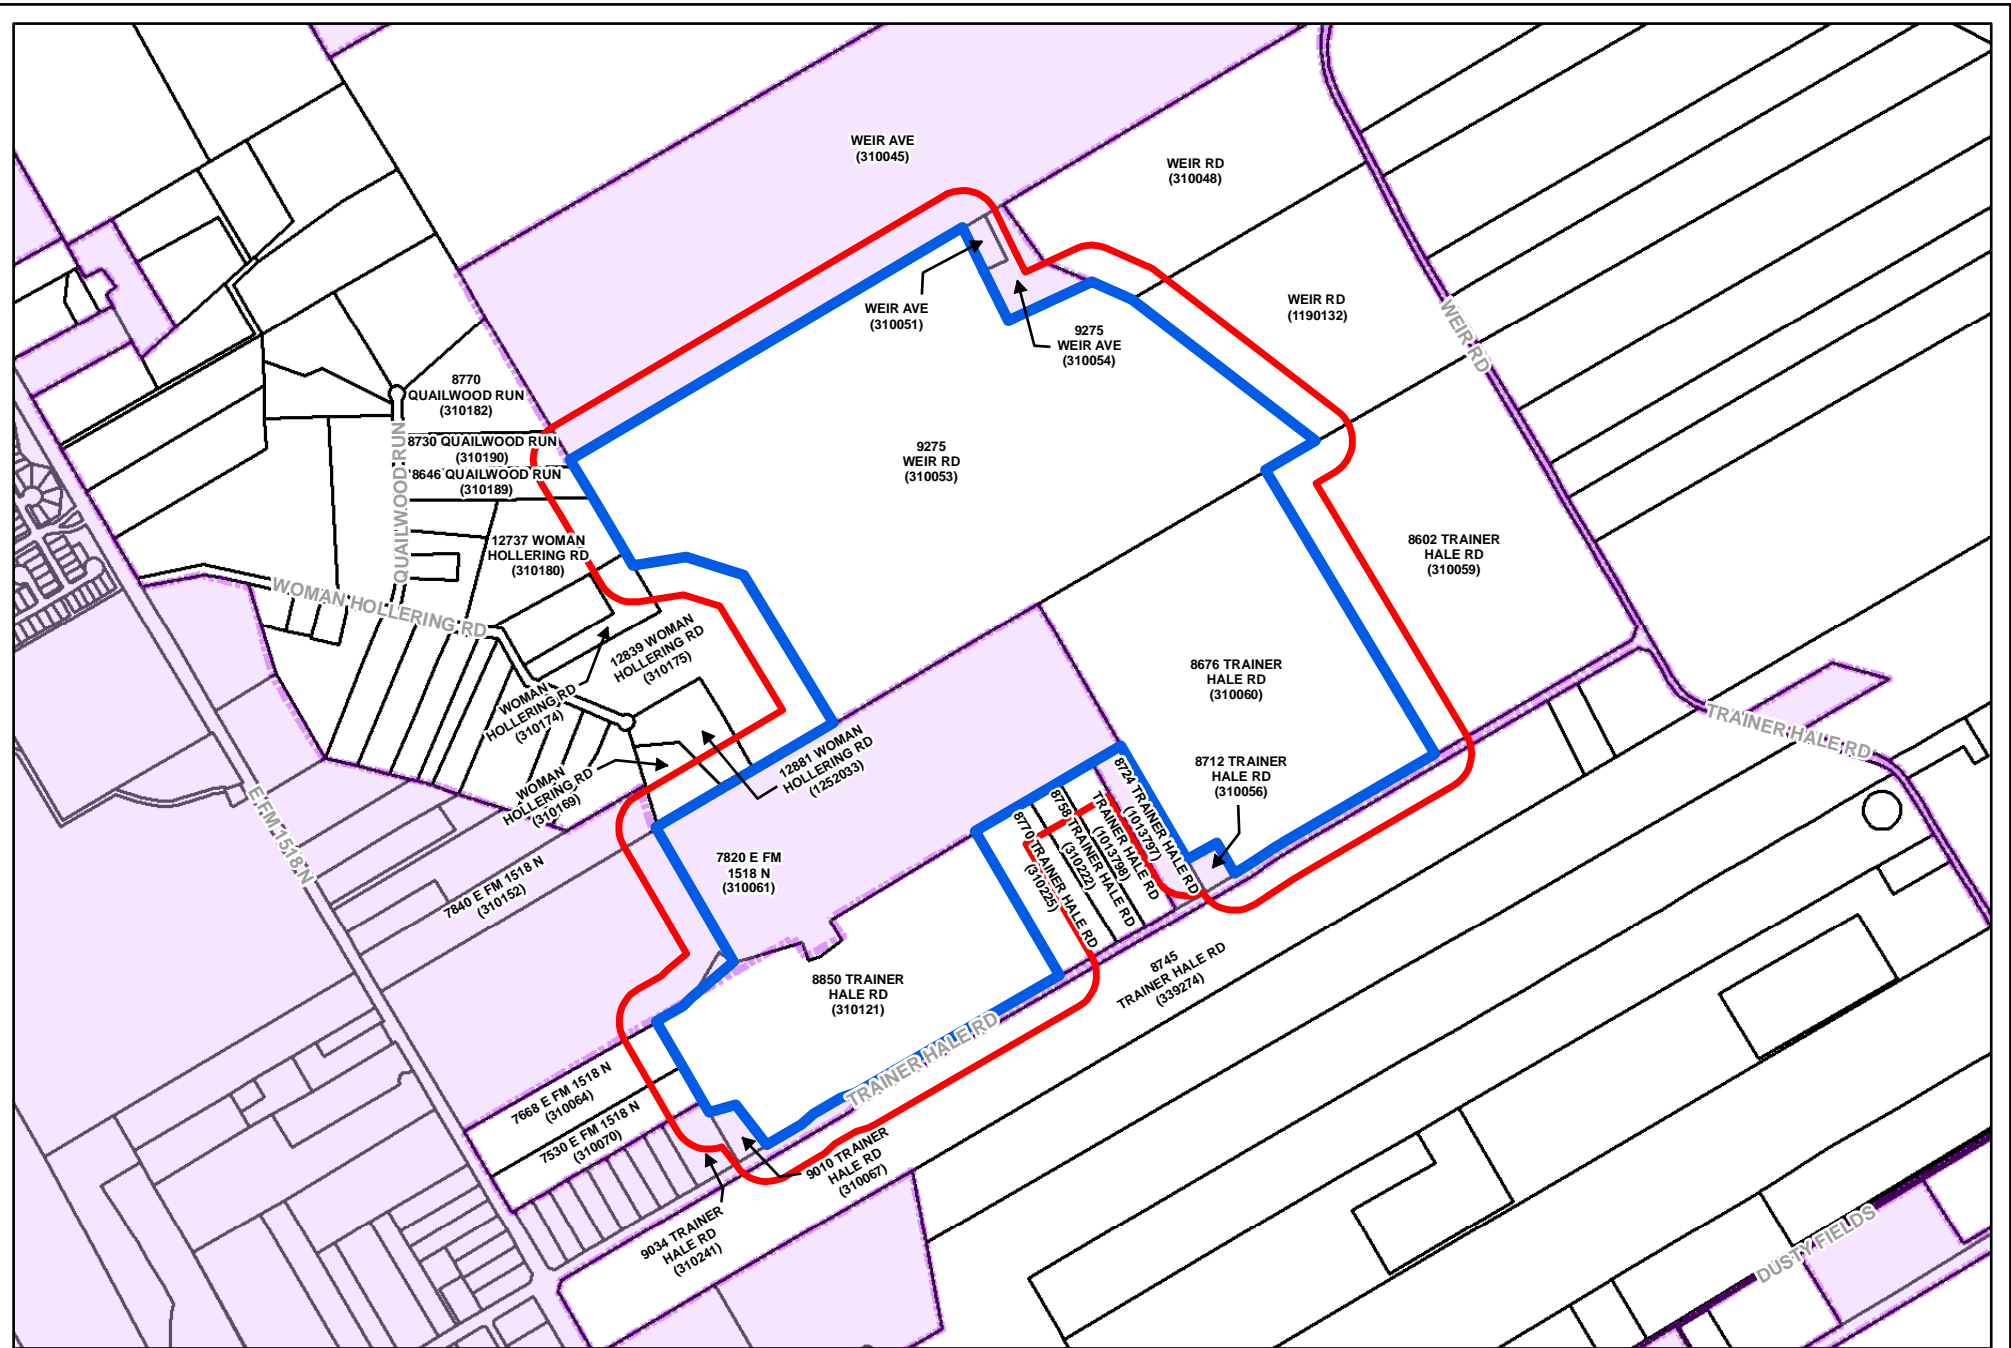 WEIR AVE
(310045)
WEIR RD
(310048)
WEIR AVE
(310051)
9275
WEIR AVE
(310054)
WEIR RD
(1190132)
WEIR RD
8770
QUAILWOOD RUN
(310182)
8730 QUAILWOOD RUN
(310190)
8646 QUAILWOOD RUN
(310189)
QUAILWOOD RUN
9275
WEIR RD
(310053)
12737 WOMAN
HOLLERING RD
(310180)
8602 TRAINER
HALE RD
(310059)
WOMAN HOLLERING RD
12839 WOMAN
HOLLERING RD
(310175)
WOMAN
HOLLERING RD
(310174)
8676 TRAINER
HALE RD
(310060)
TRAINER HALE RD
WOMAN
HOLLERING RD
(310169)
12881 WOMAN
HOLLERING RD
(1252033)
8712 TRAINER
HALE RD
(310056)
8724 TRAINER HALE RD
(1013797)
TRAINER HALE RD
(1013798)
8758 TRAINER HALE RD
(310222)
8770 TRAINER HALE RD
(310225)
E FM 1518 N
7840 E FM 1518 N
(310152)
7820 E FM
1518 N
(310061)
8850 TRAINER
HALE RD
(310121)
8745
TRAINER HALE RD
(339274)
TRAINER HALE RD
7668 E FM 1518 N
(310064)
7530 E FM 1518 N
(310070)
9010 TRAINER
HALE RD
(310067)
9034 TRAINER
HALE RD
(310241)
DUSTY FIELDS